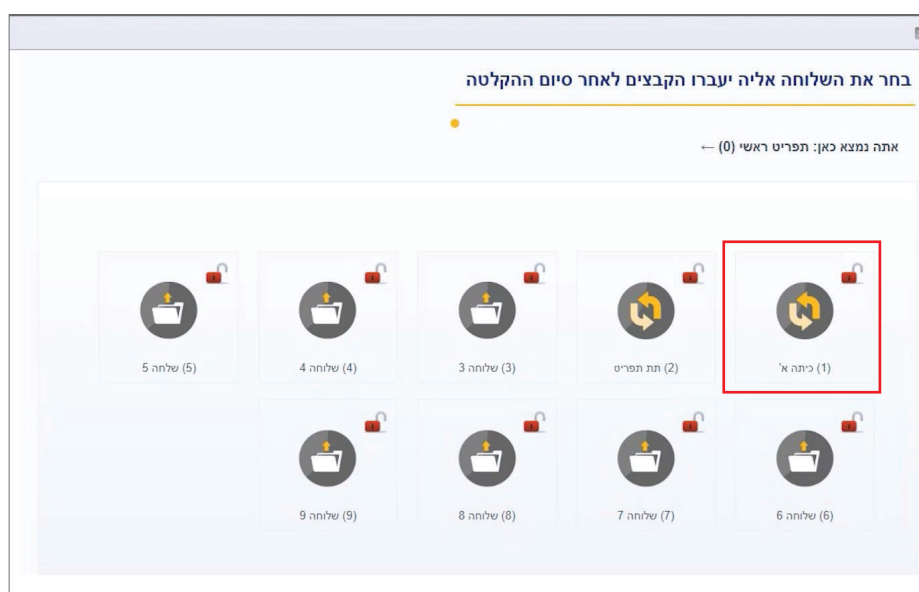 בחר את השלוחה אליה יעברו הקבצים לאחר סיום ההקלטה
אתה נמצא כאן: תפריט ראשי (0) ←
(1) כיתה א'
(2) תת תפריט
(3) שלוחה 3
(4) שלוחה 4
(5) שלחה 5
(6) שלוחה 6
(7) שלוחה 7
(8) שלוחה 8
(9) שלוחה 9